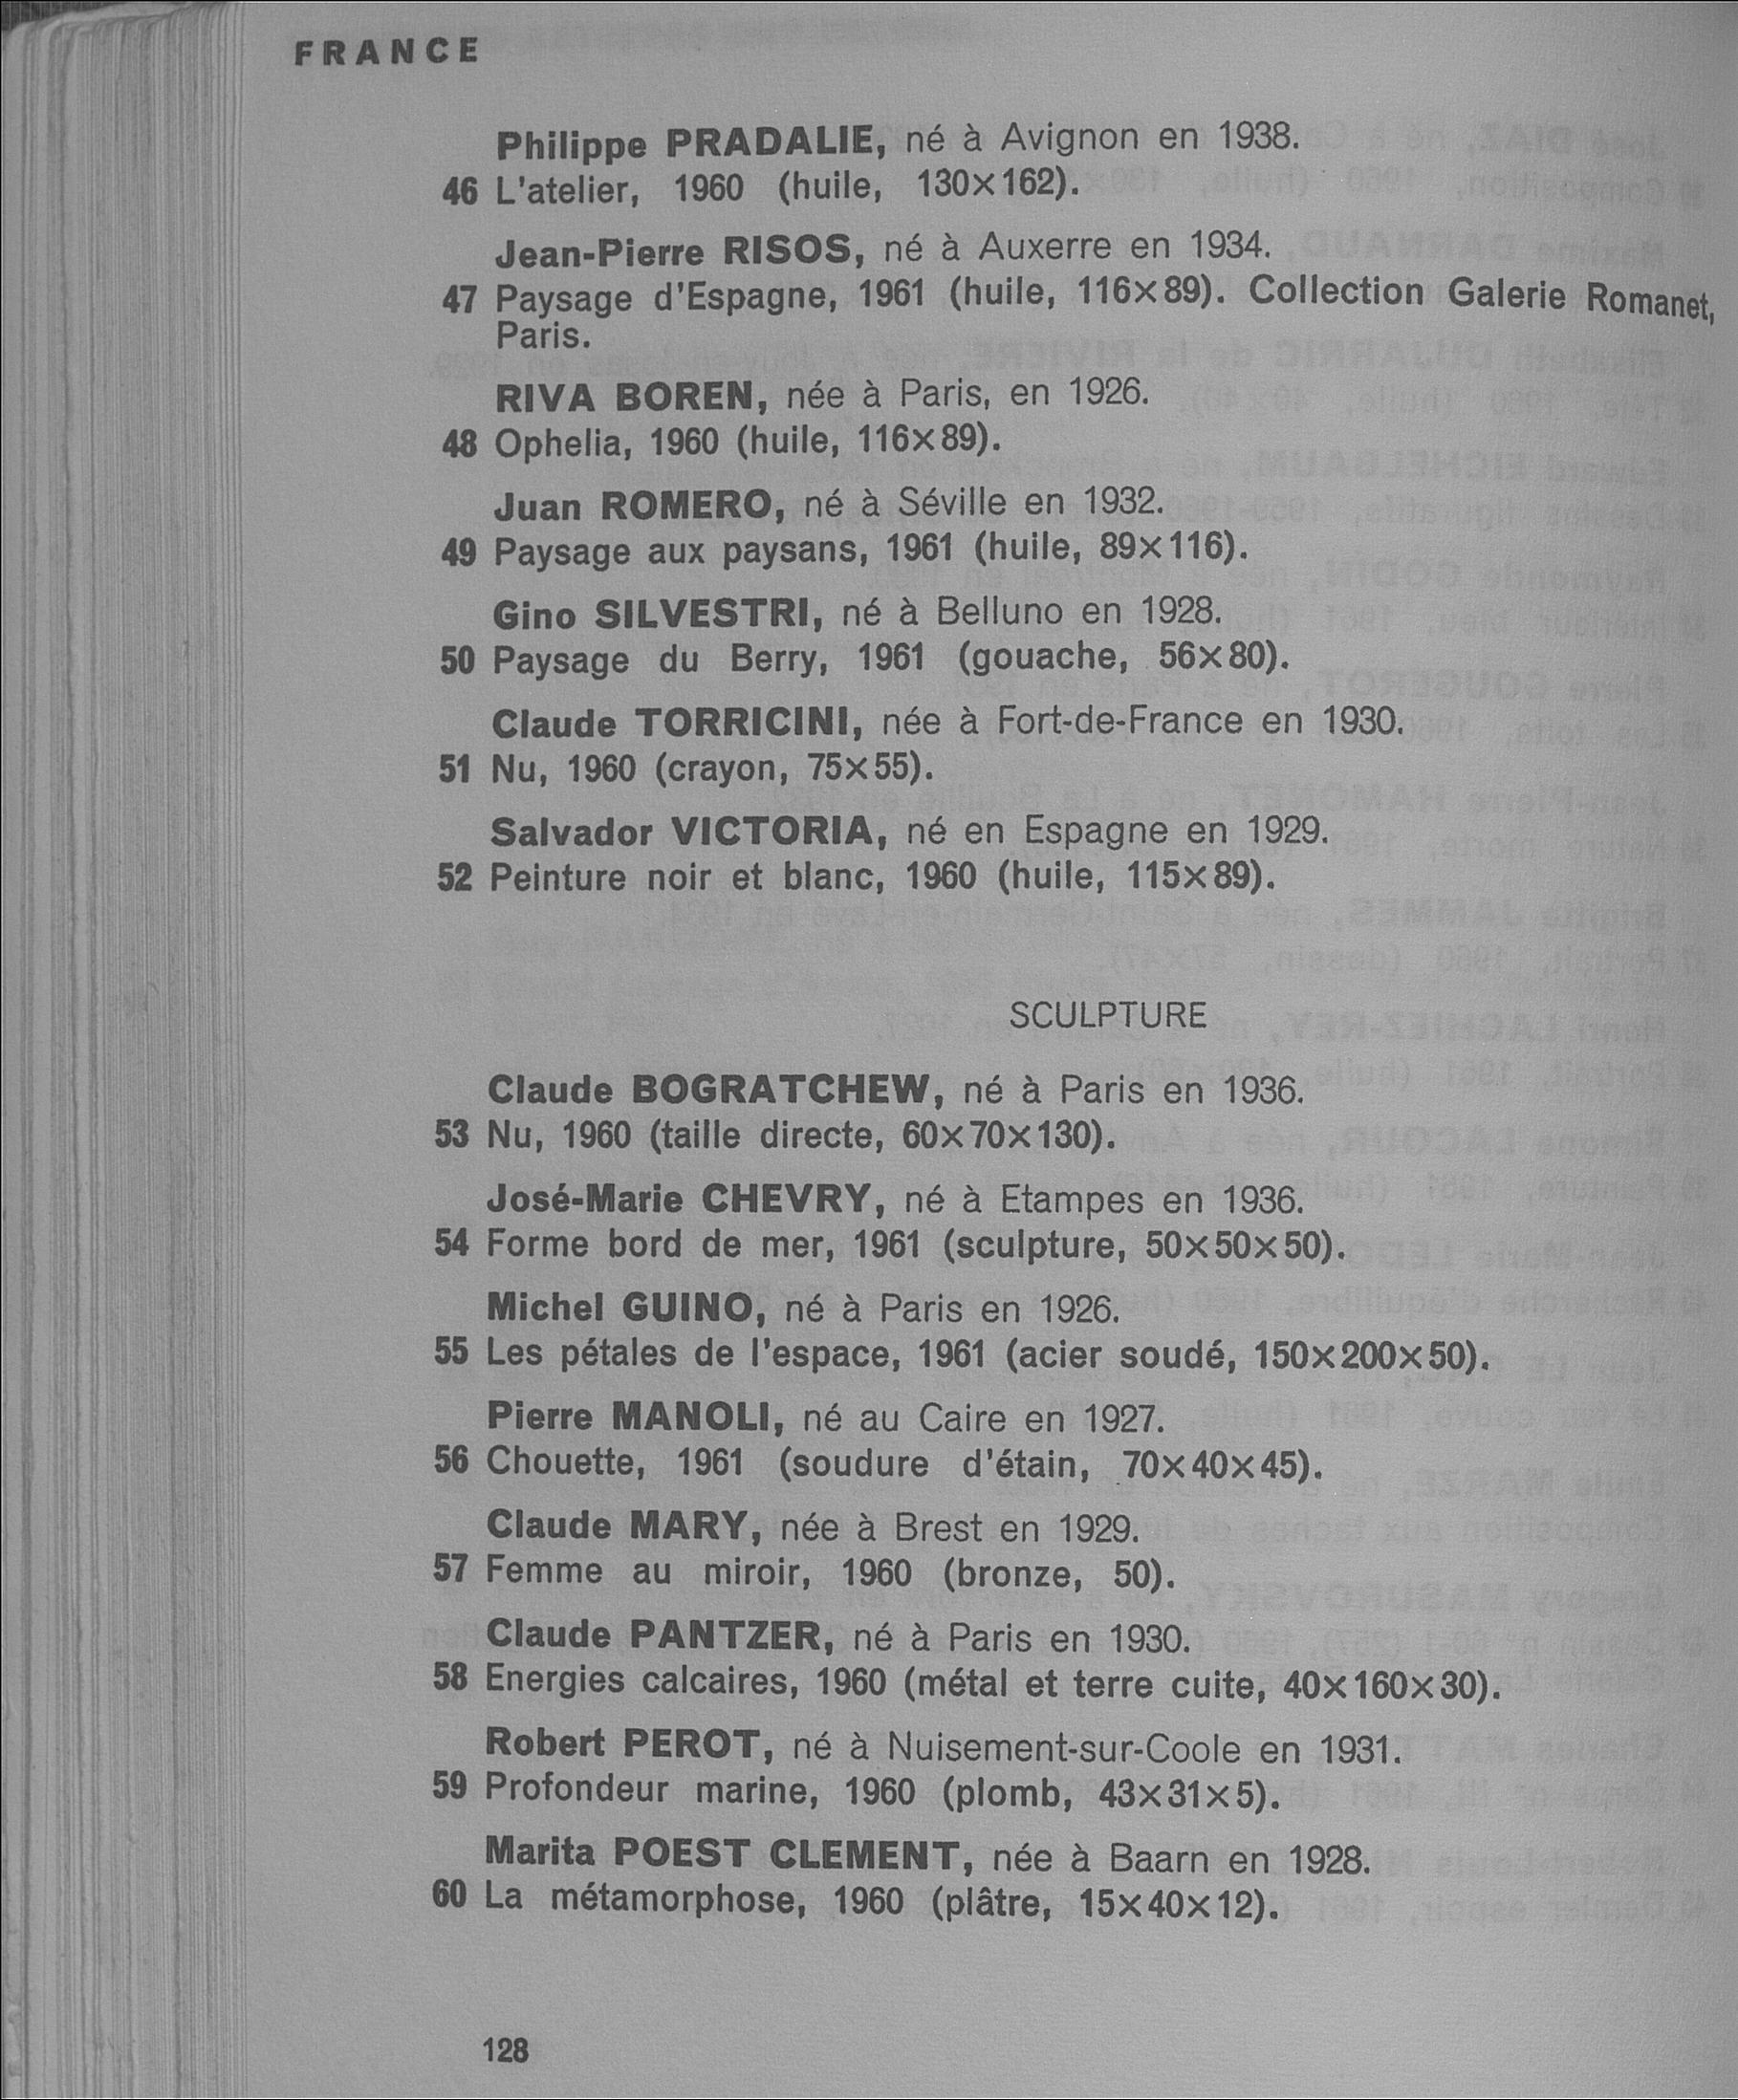 FRANCE
Philippe PRADALIE, né à Avignon en 1938.
46 L'atelier, 1960 (huile, 130×162).
Jean-Pierre RISOS, né à Auxerre en 1934.
47 Paysage d'Espagne, 1961 (huile, 116×89). Collection Galerie Romanet,
Paris.
RIVA BOREN, née à Paris, en 1926.
48 Ophelia, 1960 (huile, 116×89).
Juan ROMERO, né à Séville en 1932.
49 Paysage aux paysans, 1961 (huile, 89×116).
Gino SILVESTRI, né à Belluno en 1928.
50 Paysage du Berry, 1961 (gouache, 56×80).
Claude TORRICINI, née à Fort-de-France en 1930.
51 Nu, 1960 (crayon, 75×55).
Salvador VICTORIA, né en Espagne en 1929.
52 Peinture noir et blanc, 1960 (huile, 115×89).
SCULPTURE
Claude BOGRATCHEW, né à Paris en 1936.
53 Nu, 1960 (taille directe, 60×70×130).
José-Marie CHEVRY, né à Etampes en 1936.
54 Forme bord de mer, 1961 (sculpture, 50×50×50).
Michel GUINO, né à Paris en 1926.
55 Les pétales de l'espace, 1961 (acier soudé, 150×200×50).
Pierre MANOLI, né au Caire en 1927.
56 Chouette, 1961 (soudure d'étain, 70×40×45).
Claude MARY, née à Brest en 1929.
57 Femme au miroir, 1960 (bronze, 50).
Claude PANTZER, né à Paris en 1930.
58 Energies calcaires, 1960 (métal et terre cuite, 40×160×30).
Robert PEROT, né à Nuisement-sur-Coole en 1931.
59 Profondeur marine, 1960 (plomb, 43×31×5).
Marita POEST CLEMENT, née à Baarn en 1928.
60 La métamorphose, 1960 (plâtre, 15×40×12).
128